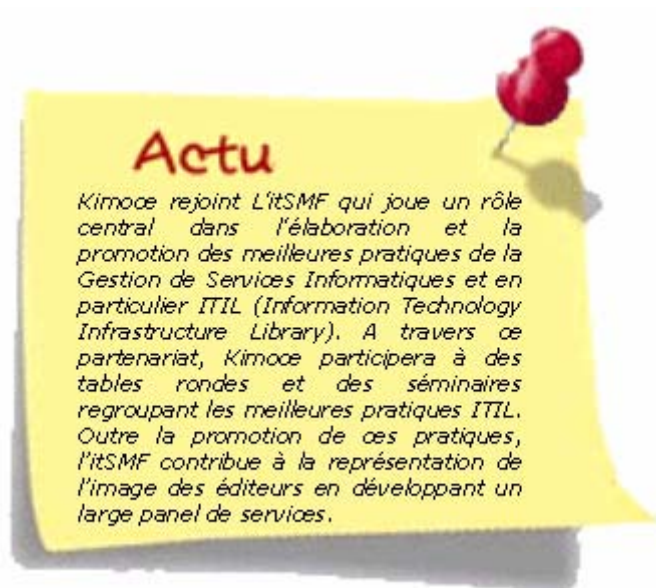 Actu
Kimoce rejoint L'itSMF qui joue un rôle
central dans l'élaboration et la
promotion des meilleures pratiques de la
Gestion de Services Informatiques et en
particulier ITIL (Information Technology
Infrastructure Library). A travers ce
partenariat, Kimoce participera à des
tables rondes et des séminaires
regroupant les meilleures pratiques ITIL.
Outre la promotion de ces pratiques,
l'itSMF contribue à la représentation de
l'image des éditeurs en développant un
large panel de services.